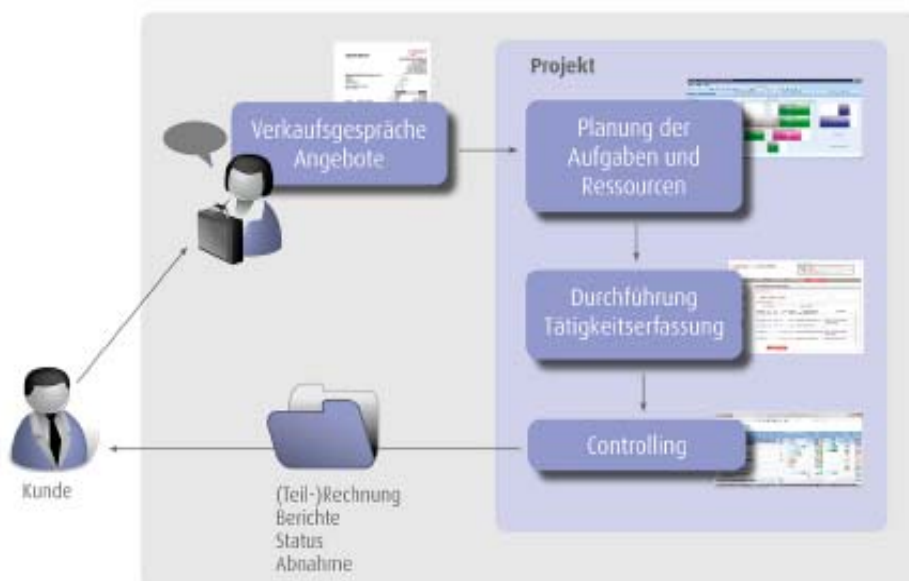 Projekt
Verkaufsgespräche
Angebote
Planung der
Aufgaben und
Ressourcen
Durchführung
Tätigkeitserfassung
Controlling
Kunde
(Teil-)Rechnung
Berichte
Status
Abnahme